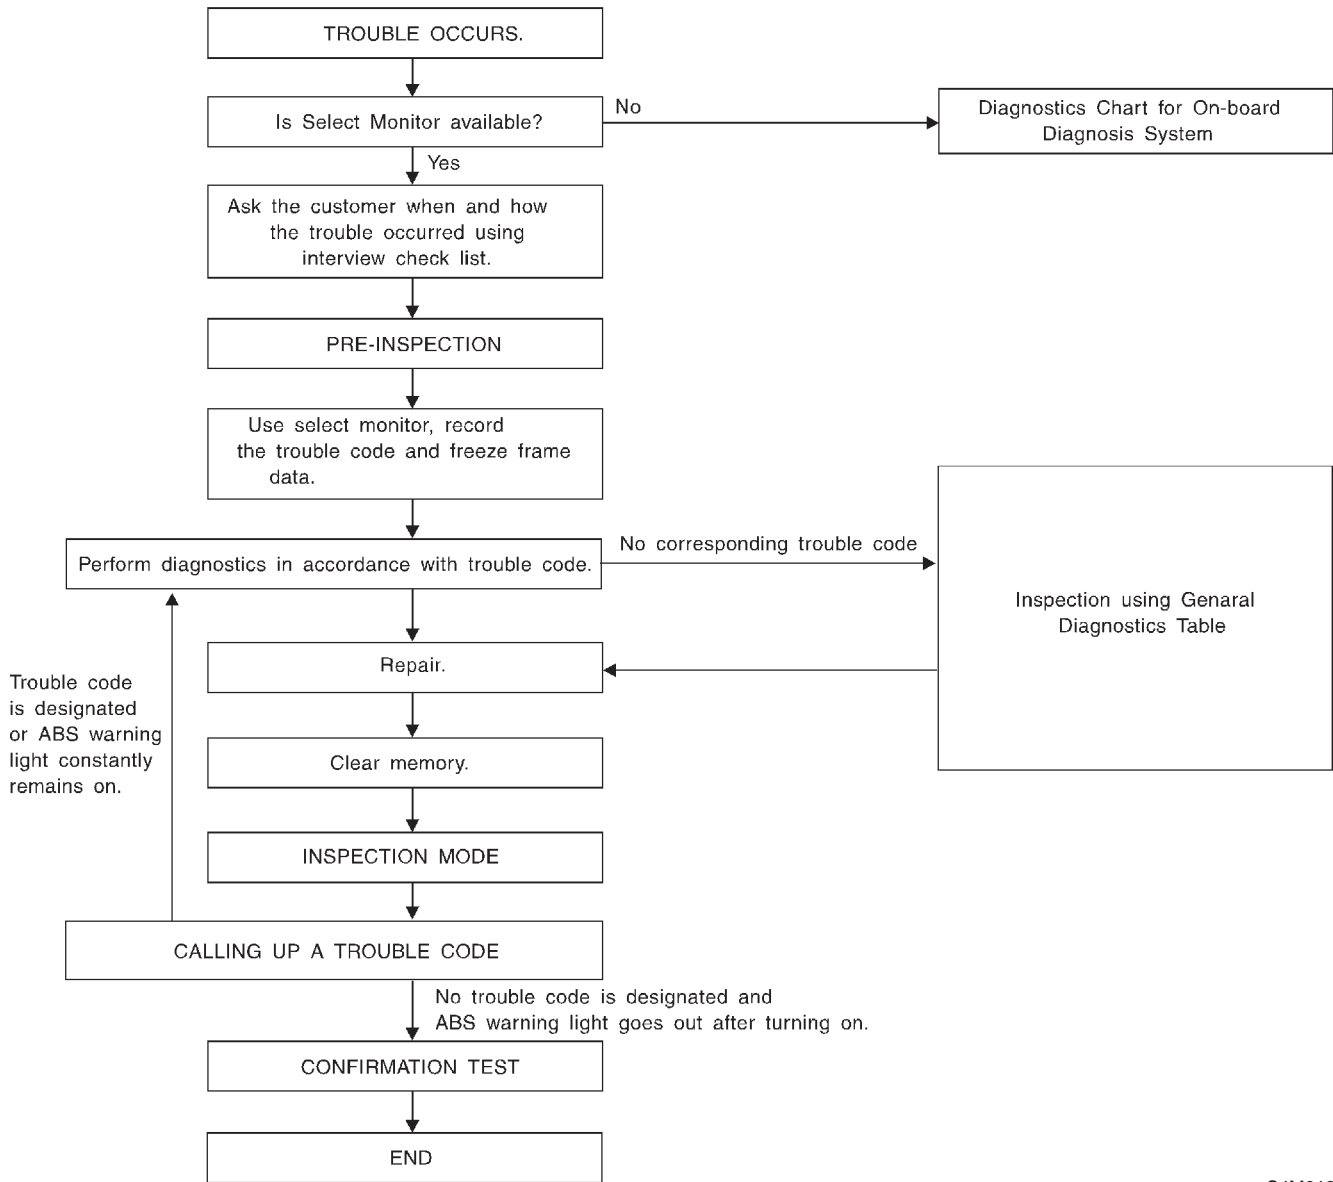 TROUBLE OCCURS.
Is Select Monitor available?
No
Diagnostics Chart for On-board
Diagnosis System
Yes
Ask the customer when and how
the trouble occurred using
interview check list.
PRE-INSPECTION
Use select monitor, record
the trouble code and freeze frame
data.
Perform diagnostics in accordance with trouble code.
No corresponding trouble code
Inspection using Genaral
Diagnostics Table
Repair.
Trouble code
is designated
or ABS warning
light constantly
remains on.
Clear memory.
INSPECTION MODE
CALLING UP A TROUBLE CODE
No trouble code is designated and
ABS warning light goes out after turning on.
CONFIRMATION TEST
END